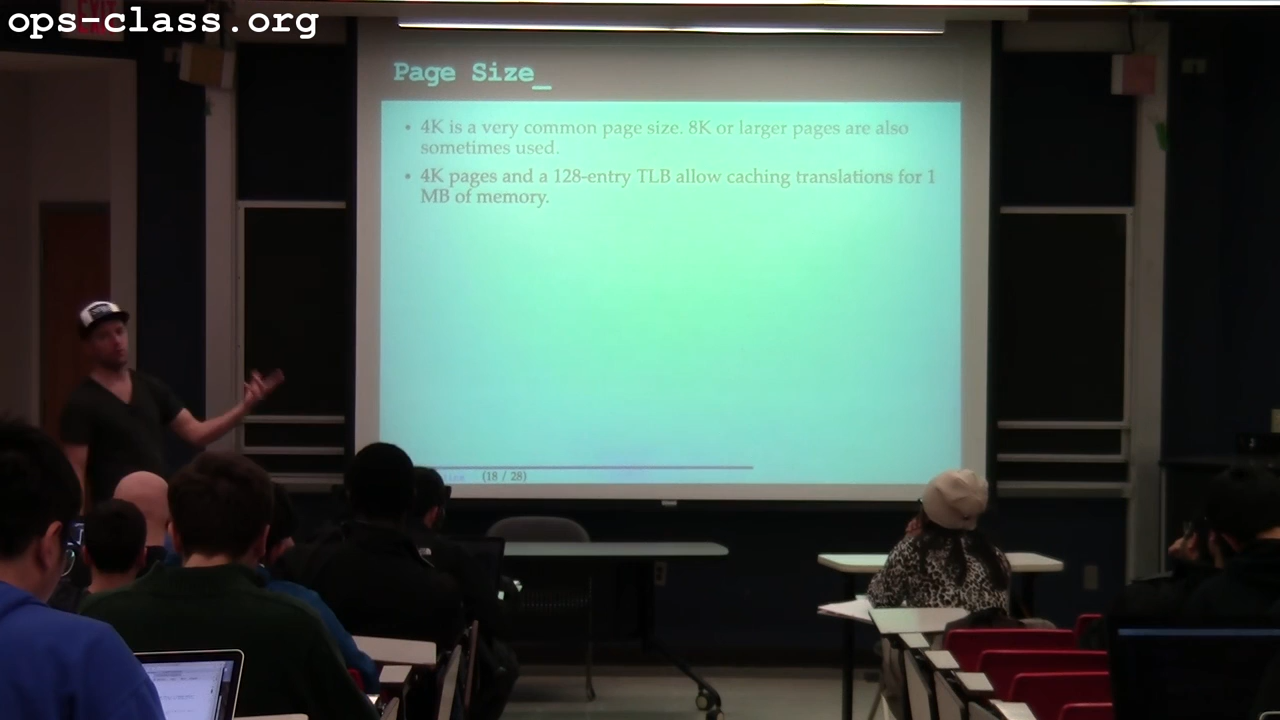 ops-class.org
EXIT
Page Size_
• 4K is a very common page size. 8K or larger pages are also
sometimes used.
• 4K pages and a 128-entry TLB allow caching translations for 1
MB of memory.
(18 / 28)